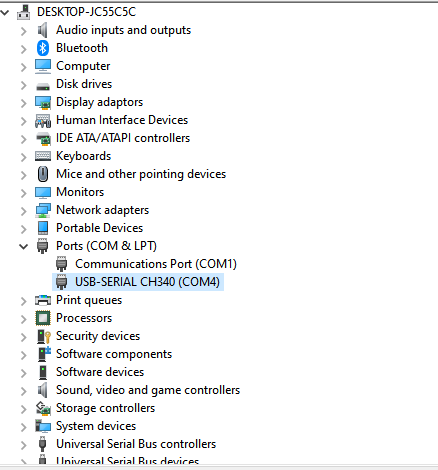 DESKTOP-JC55C5C
Audio inputs and outputs
Bluetooth
Computer
Disk drives
Display adaptors
Human Interface Devices
IDE ATA/ATAPI controllers
Keyboards
Mice and other pointing devices
Monitors
Network adapters
Portable Devices
Ports (COM & LPT)
Communications Port (COM1)
USB-SERIAL CH340 (COM4)
Print queues
Processors
Security devices
Software components
Software devices
Sound, video and game controllers
Storage controllers
System devices
Universal Serial Bus controllers
Universal Serial Bus devices